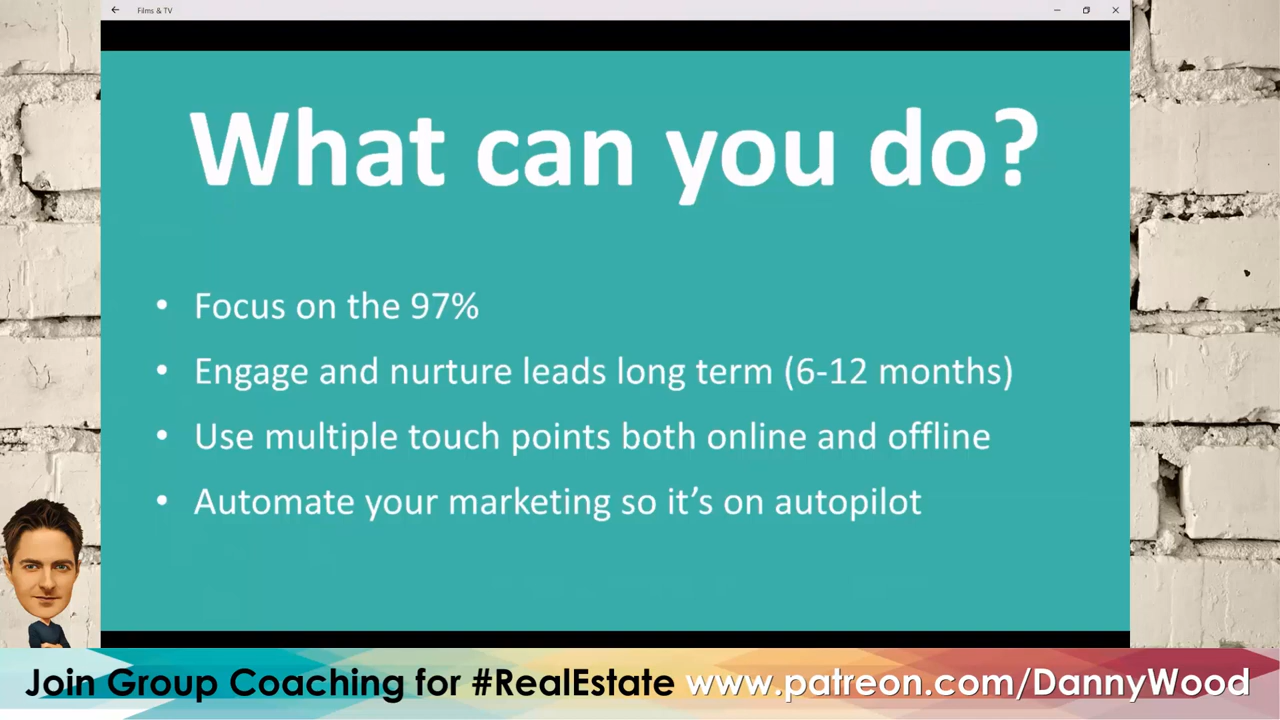 Films & TV
What can you do?
• Focus on the 97%
• Engage and nurture leads long term (6-12 months)
• Use multiple touch points both online and offline
• Automate your marketing so it’s on autopilot
Join Group Coaching for #RealEstate www.patreon.com/DannyWood